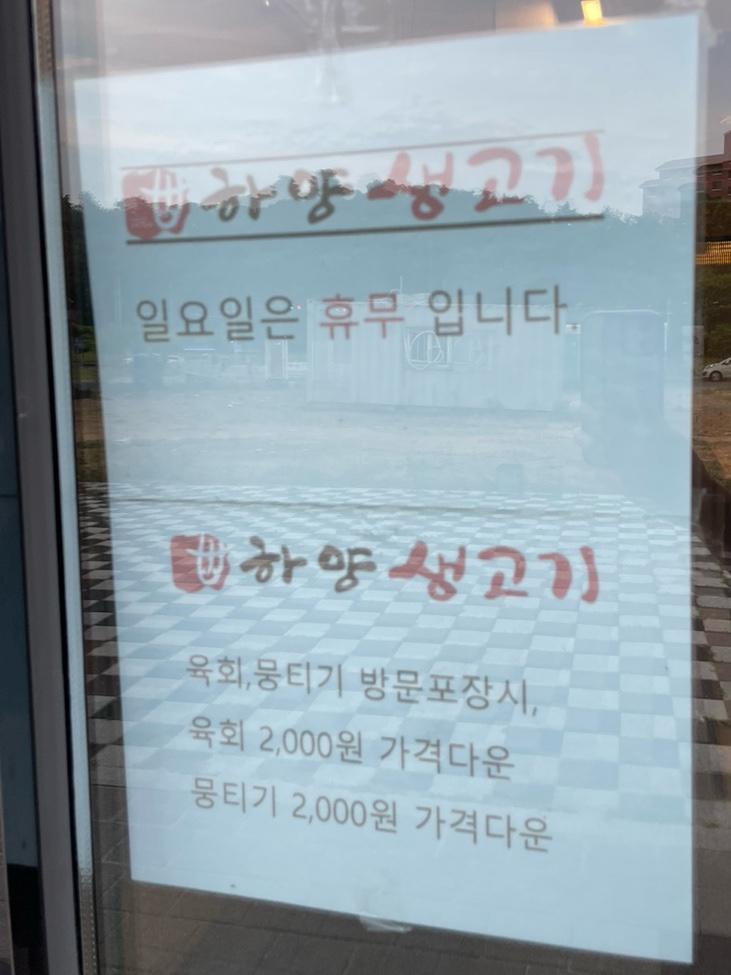 하양 생고기
일요일은 휴무 입니다.
하양 생고기
육회,뭉티기 방문포장시,
육회 2,000원 가격다운
뭉티기 2,000원 가격다운